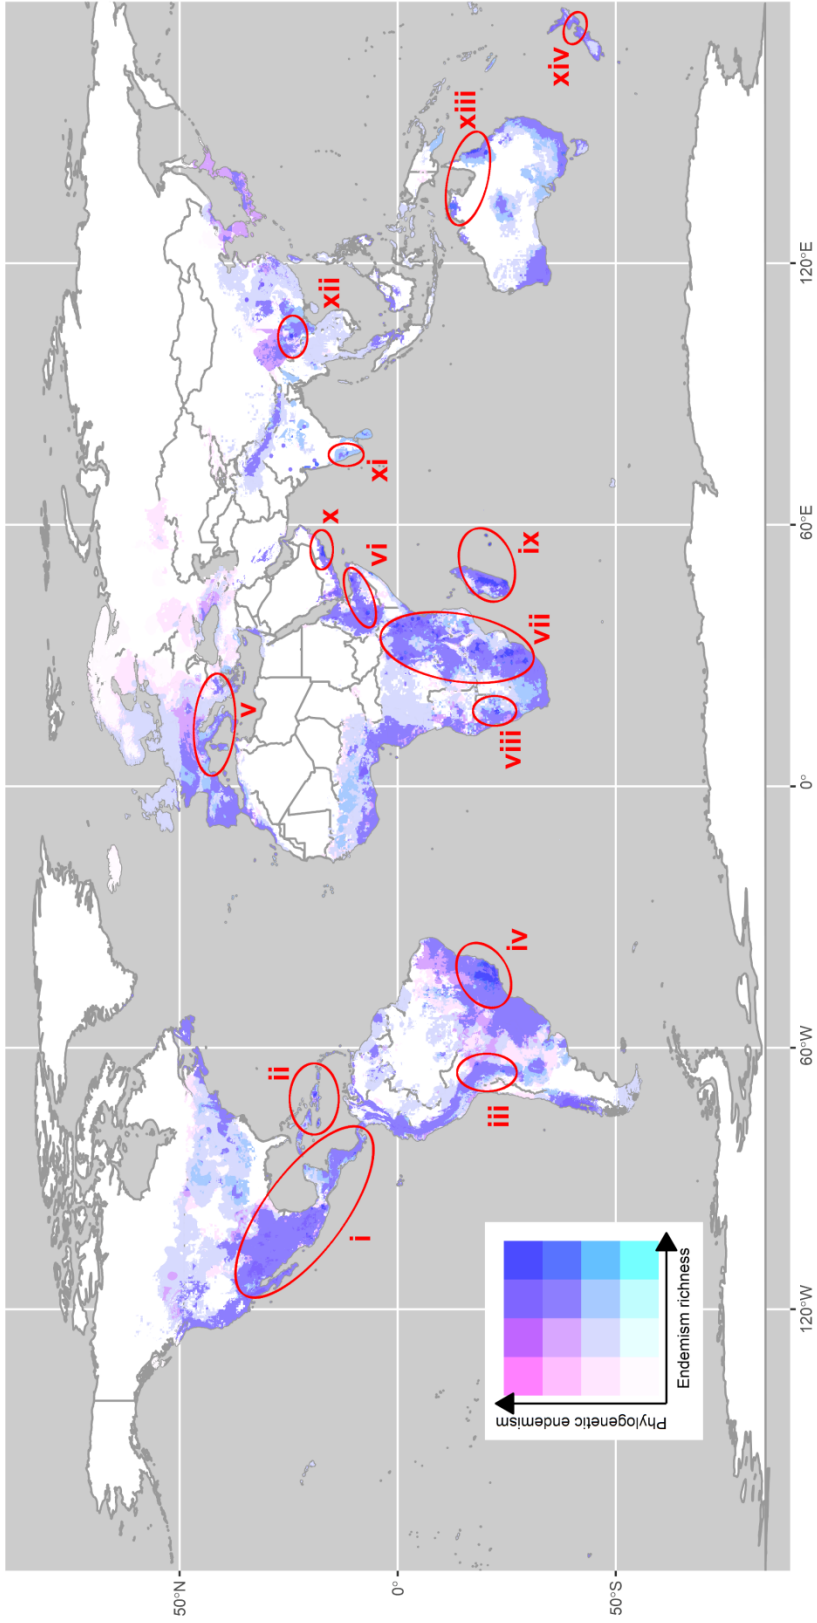 i
ii
iii
iv
v
vi
vii
viii
ix
x
xi
xii
xiii
xiv
50°N
0°
50°S
120°W
60°W
0°
60°E
120°E
Phylogenetic endemism
Endemism richness